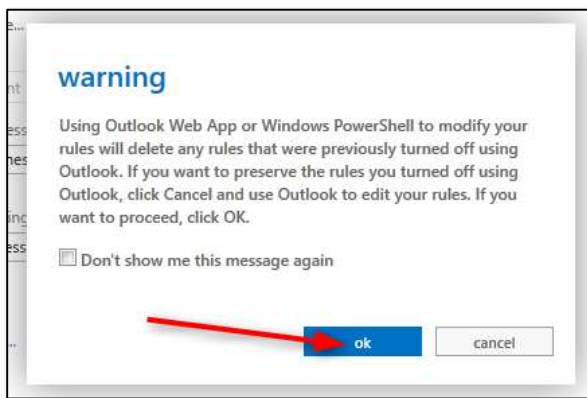 e...
warning
nt
Using Outlook Web App or Windows PowerShell to modify your
rules will delete any rules that were previously turned off using
Outlook. If you want to preserve the rules you turned off using
Outlook, click Cancel and use Outlook to edit your rules. If you
want to proceed, click OK.
Don't show me this message again
ok
cancel